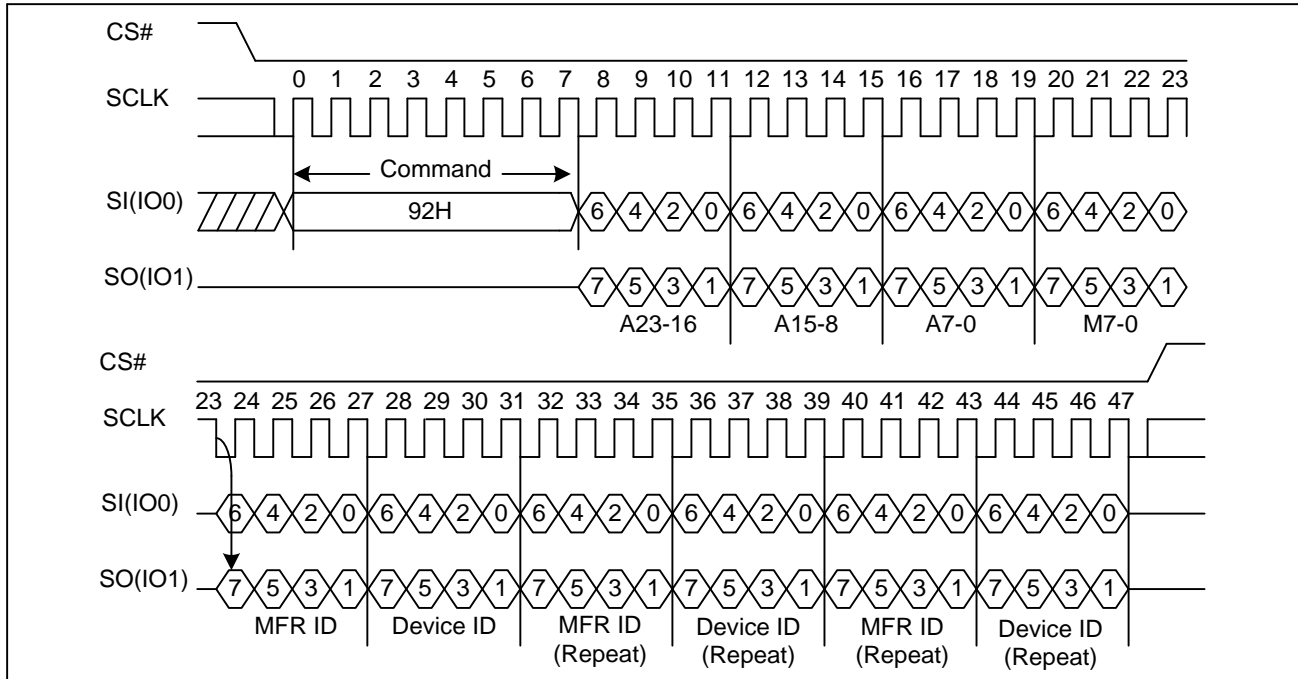 CS#
0 1 2 3 4 5 6 7 8 9 10 11 12 13 14 15 16 17 18 19 20 21 22 23
SCLK
Command
SI(IO0)
92H
6 4 2 0 6 4 2 0 6 4 2 0 6 4 2 0
SO(IO1)
7 5 3 1 7 5 3 1 7 5 3 1 7 5 3 1
A23-16 A15-8 A7-0 M7-0
CS#
23 24 25 26 27 28 29 30 31 32 33 34 35 36 37 38 39 40 41 42 43 44 45 46 47
SCLK
SI(IO0)
6 4 2 0 6 4 2 0 6 4 2 0 6 4 2 0 6 4 2 0 6 4 2 0
SO(IO1)
7 5 3 1 7 5 3 1 7 5 3 1 7 5 3 1 7 5 3 1 7 5 3 1
MFR ID Device ID MFR ID Device ID MFR ID Device ID
(Repeat) (Repeat) (Repeat) (Repeat)